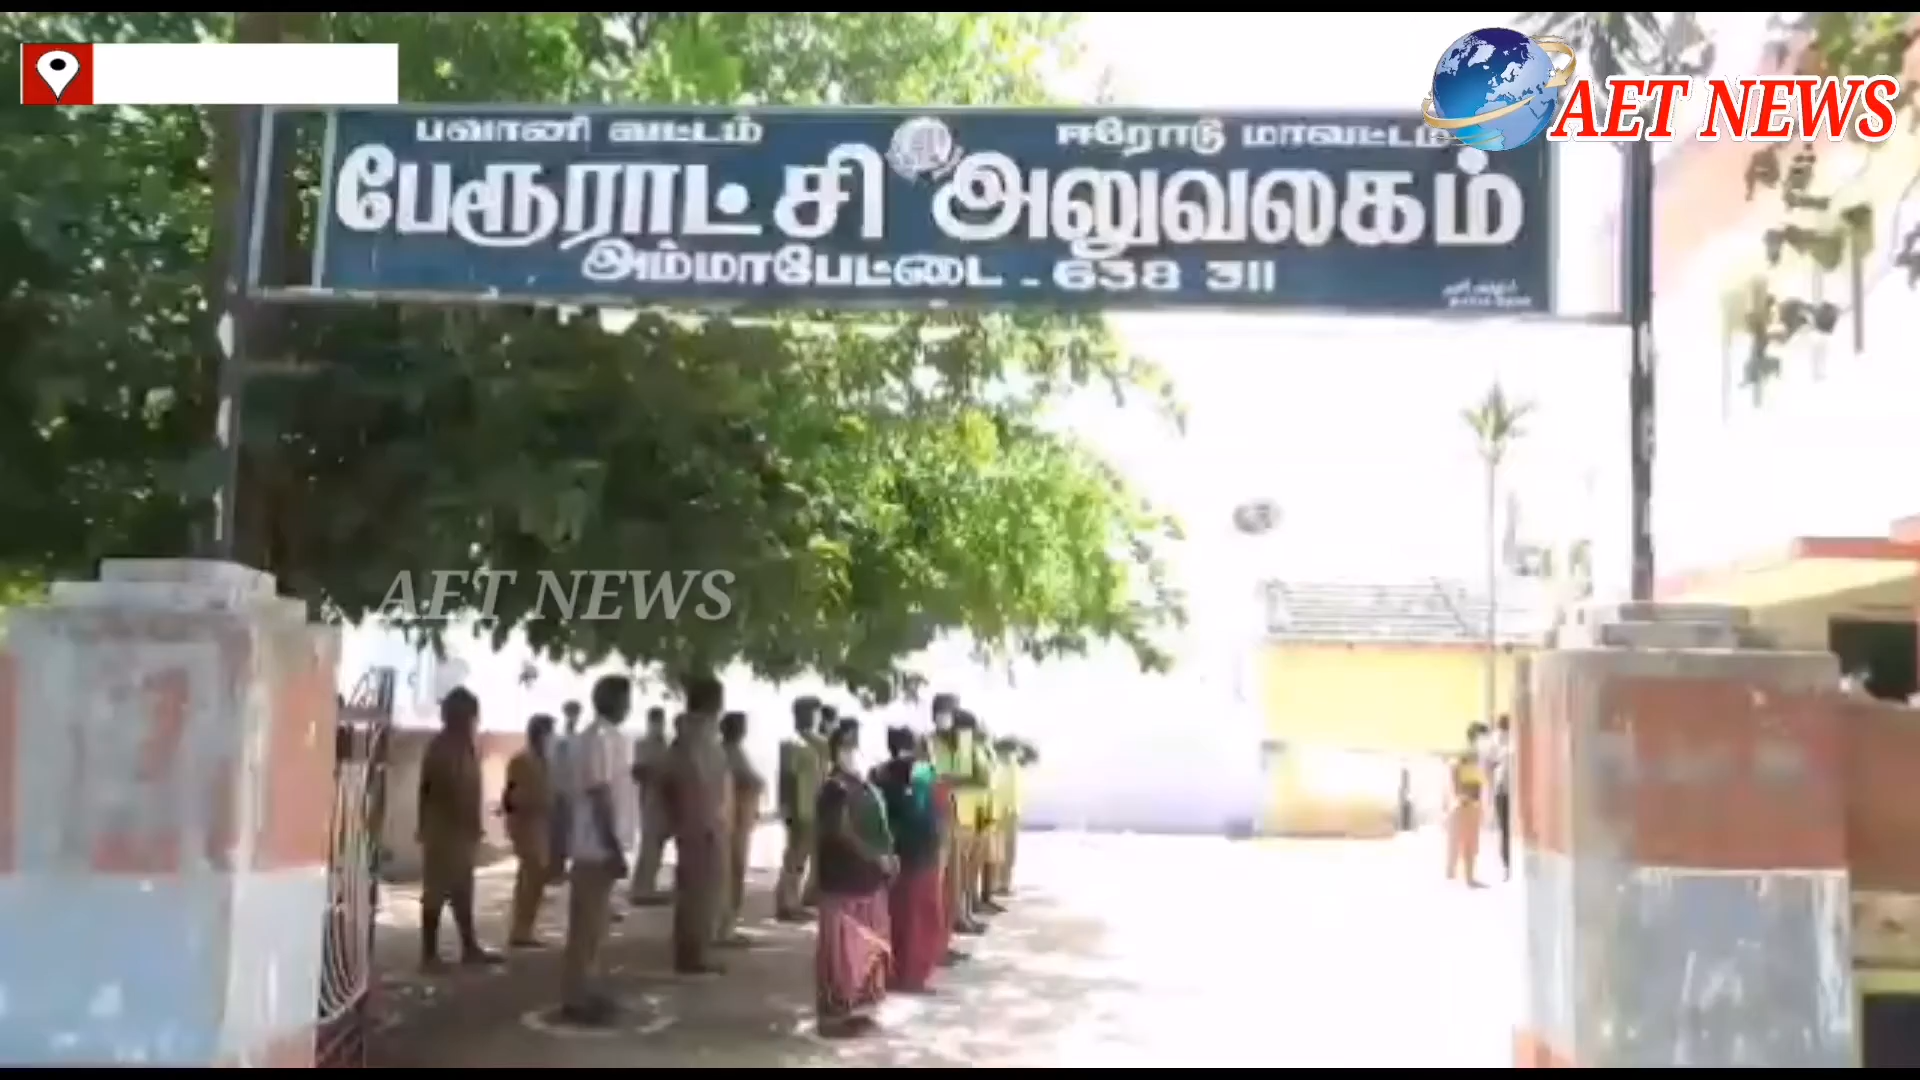 AET NEWS
பவானி வட்டம் ஈரோடு மாவட்டம்
பேரூராட்சி அலுவலகம்
அம்மாபேட்டை - 638 311
AET NEWS